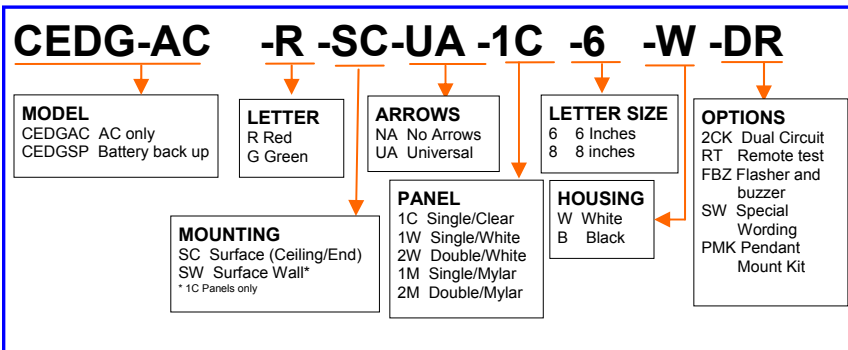 CEDG-AC -R -SC-UA -1C -6 -W -DR
MODEL
CEDGAC AC only
CEDGSP Battery back up
LETTER
R Red
G Green
ARROWS
NA No Arrows
UA Universal
LETTER SIZE
6 6 Inches
8 8 inches
OPTIONS
2CK Dual Circuit
RT Remote test
FBZ Flasher and
buzzer
SW Special
Wording
PMK Pendant
Mount Kit
MOUNTING
SC Surface (Ceiling/End)
SW Surface Wall*
* 1C Panels only
PANEL
1C Single/Clear
1W Single/White
2W Double/White
1M Single/Mylar
2M Double/Mylar
HOUSING
W White
B Black